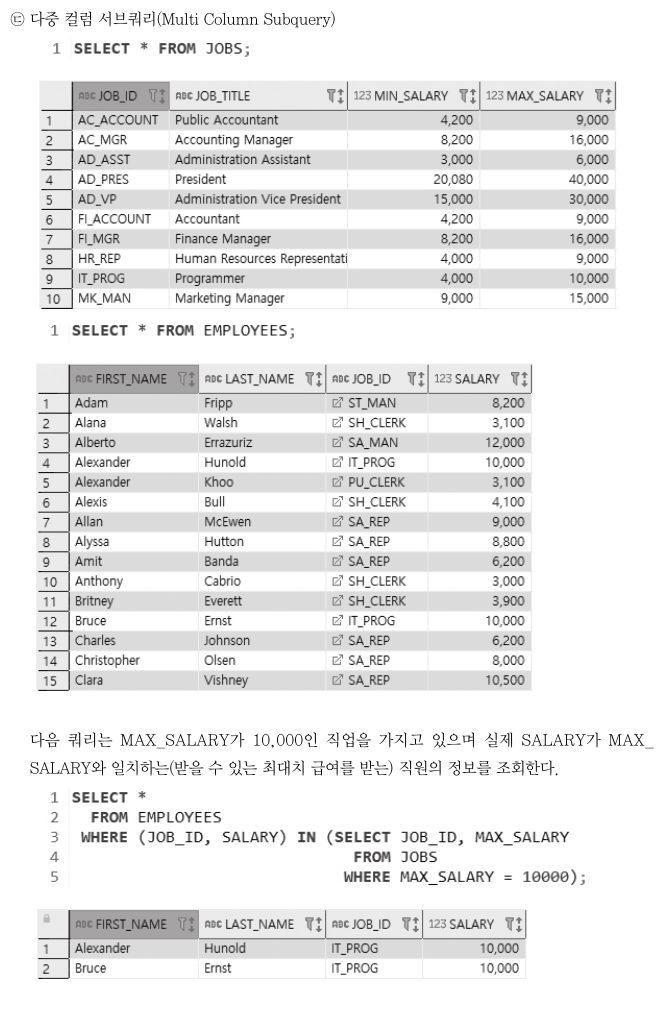 ㉢ 다중 컬럼 서브쿼리(Multi Column Subquery)
1 SELECT * FROM JOBS;
ABC JOB_ID ABC JOB_TITLE 123 MIN_SALARY 123 MAX_SALARY
1 AC_ACCOUNT Public Accountant 4,200 9,000
2 AC_MGR Accounting Manager 8,200 16,000
3 AD_ASST Administration Assistant 3,000 6,000
4 AD_PRES President 20,080 40,000
5 AD_VP Administration Vice President 15,000 30,000
6 FI_ACCOUNT Accountant 4,200 9,000
7 FI_MGR Finance Manager 8,200 16,000
8 HR_REP Human Resources Representati 4,000 9,000
9 IT_PROG Programmer 4,000 10,000
10 MK_MAN Marketing Manager 9,000 15,000
1 SELECT * FROM EMPLOYEES;
ABC FIRST_NAME ABC LAST_NAME ABC JOB_ID 123 SALARY
1 Adam Fripp ST_MAN 8,200
2 Alana Walsh SH_CLERK 3,100
3 Alberto Errazuriz SA_MAN 12,000
4 Alexander Hunold IT_PROG 10,000
5 Alexander Khoo PU_CLERK 3,100
6 Alexis Bull SH_CLERK 4,100
7 Allan McEwen SA_REP 9,000
8 Alyssa Hutton SA_REP 8,800
9 Amit Banda SA_REP 6,200
10 Anthony Cabrio SH_CLERK 3,000
11 Britney Everett SH_CLERK 3,900
12 Bruce Ernst IT_PROG 10,000
13 Charles Johnson SA_REP 6,200
14 Christopher Olsen SA_REP 8,000
15 Clara Vishney SA_REP 10,500
다음 쿼리는 MAX_SALARY가 10,000인 직업을 가지고 있으며 실제 SALARY가 MAX_
SALARY와 일치하는(받을 수 있는 최대치 급여를 받는) 직원의 정보를 조회한다.
1 SELECT *
2 FROM EMPLOYEES
3 WHERE (JOB_ID, SALARY) IN (SELECT JOB_ID, MAX_SALARY
4 FROM JOBS
5 WHERE MAX_SALARY = 10000);
ABC FIRST_NAME ABC LAST_NAME ABC JOB_ID 123 SALARY
1 Alexander Hunold IT_PROG 10,000
2 Bruce Ernst IT_PROG 10,000